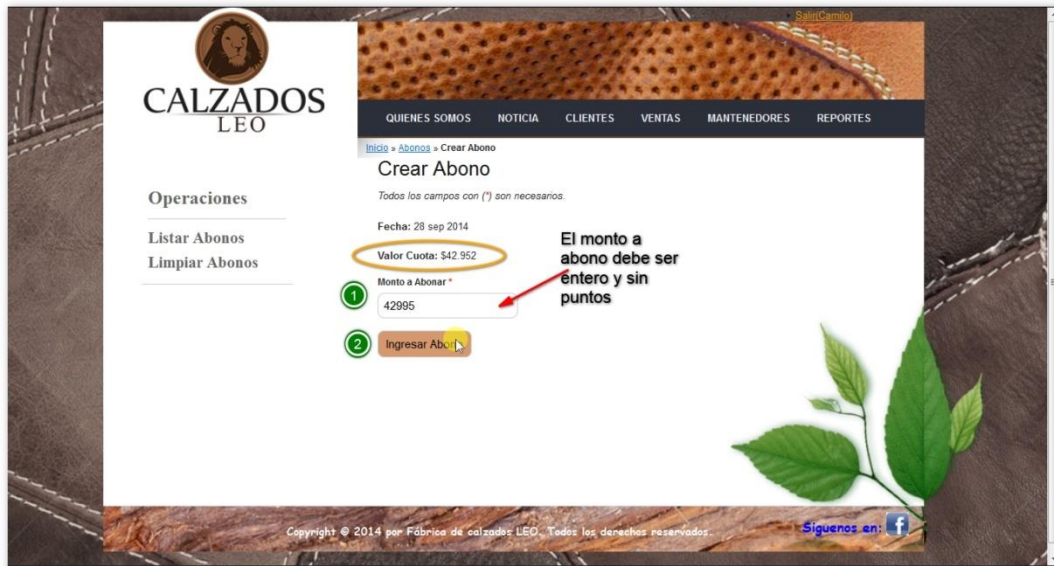 Salir(Camilo)
CALZADOS
LEO
QUIENES SOMOS NOTICIA CLIENTES VENTAS MANTENEDORES REPORTES
Inicio » Abonos » Crear Abono
Crear Abono
Todos los campos con (*) son necesarios.
Operaciones
Listar Abonos
Limpiar Abonos
Fecha: 28 sep 2014
Valor Cuota: $42.952
Monto a Abonar *
1
42995
2
Ingresar Abono
El monto a
abono debe ser
entero y sin
puntos
Copyright © 2014 por Fábrica de calzados LEO. Todos los derechos reservados.
Siguenos en: f